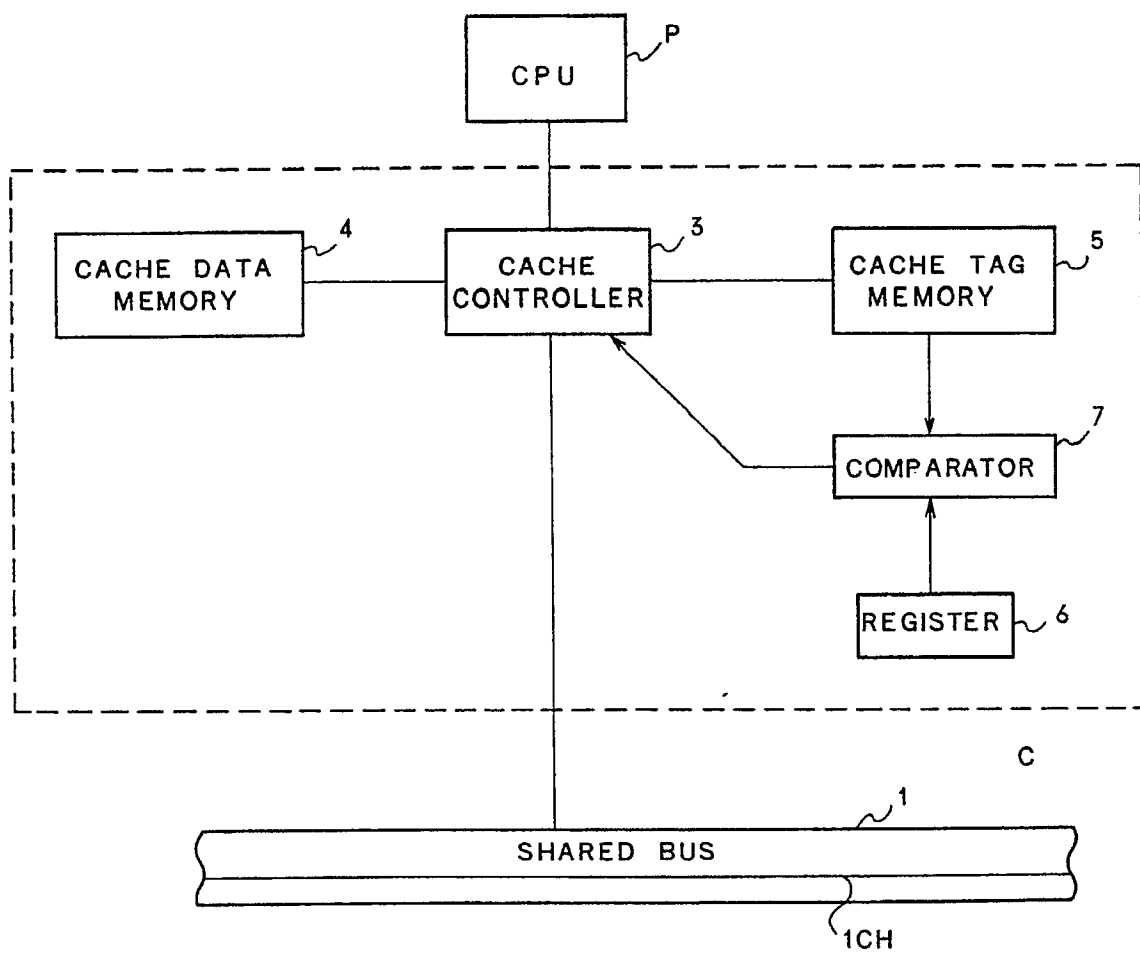 P
CPU
4
3
5
CACHE DATA
MEMORY
CACHE
CONTROLLER
CACHE TAG
MEMORY
7
COMPARATOR
REGISTER
6
C
1
SHARED BUS
1CH